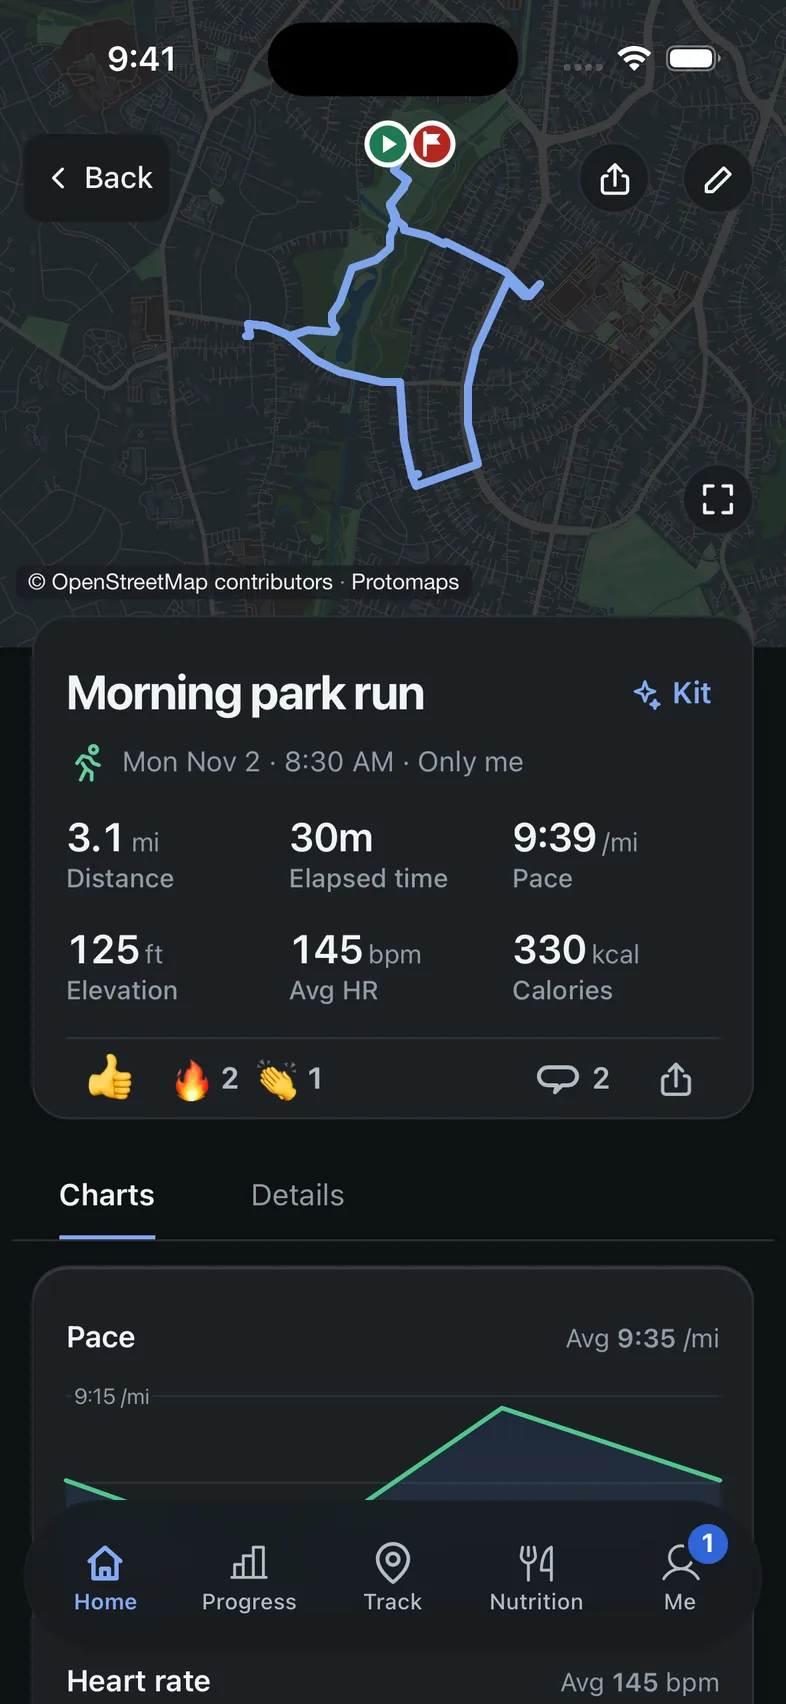 9:41
Back
© OpenStreetMap contributors · Protomaps
Morning park run
Kit
Mon Nov 2 · 8:30 AM · Only me
3.1 mi
30m
9:39 /mi
Distance
Elapsed time
Pace
125 ft
145 bpm
330 kcal
Elevation
Avg HR
Calories
2
1
2
Charts
Details
Pace
Avg 9:35 /mi
9:15 /mi
1
Home
Progress
Track
Nutrition
Me
Heart rate
Avg 145 bpm